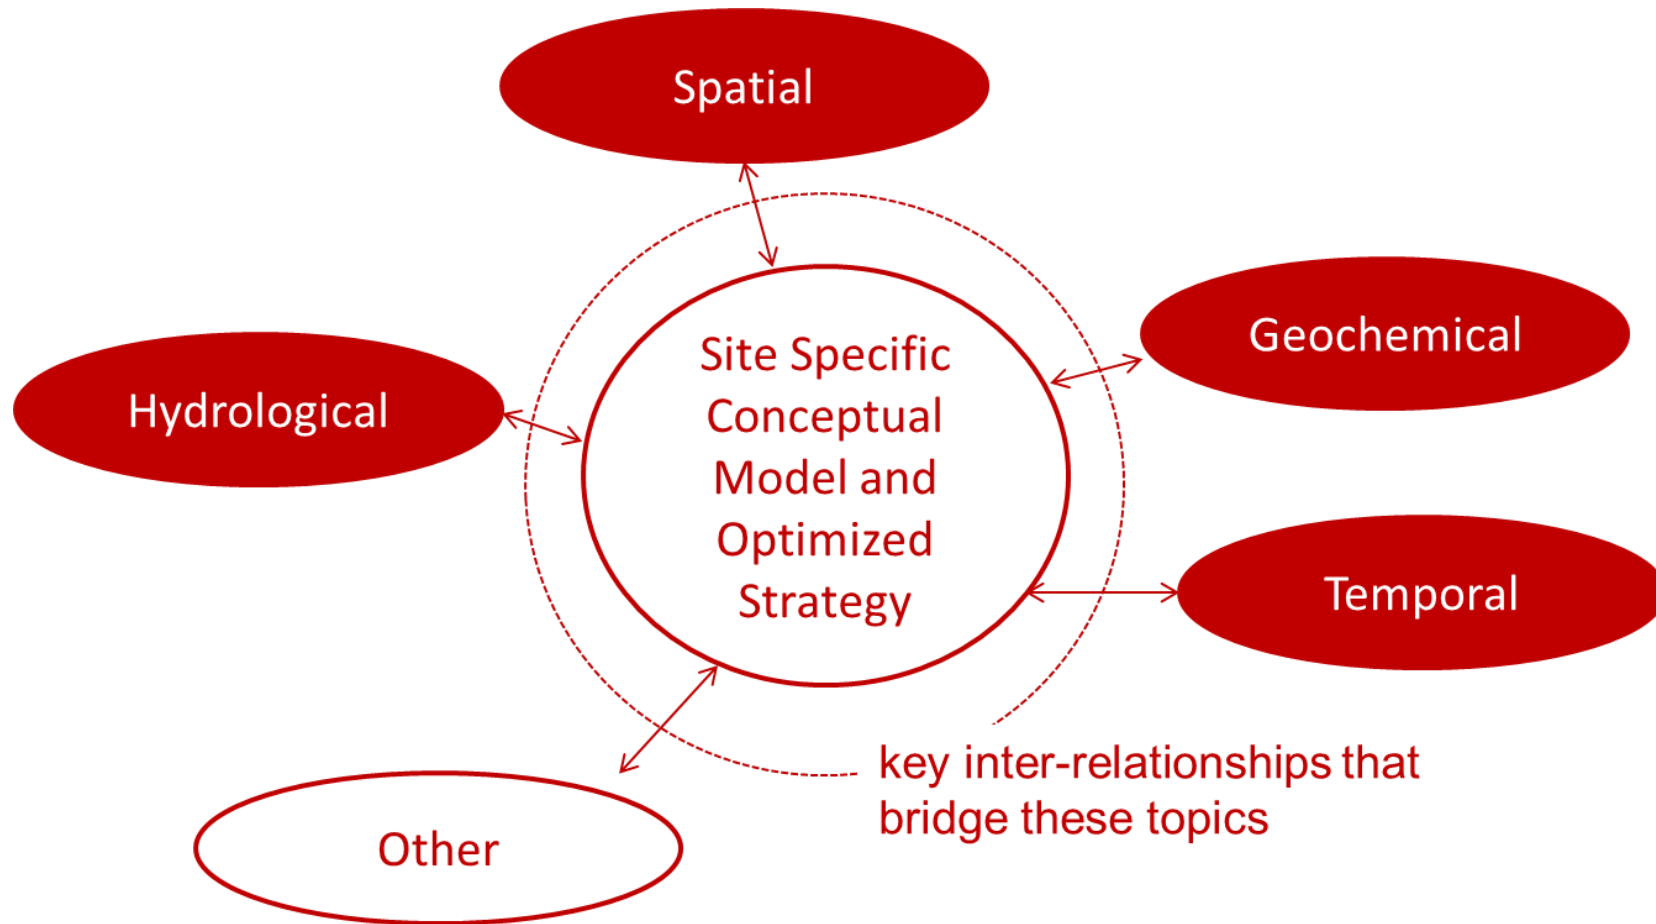 Spatial
Geochemical
Hydrological
Site Specific
Conceptual
Model and
Optimized
Strategy
Temporal
key inter-relationships that
bridge these topics
Other